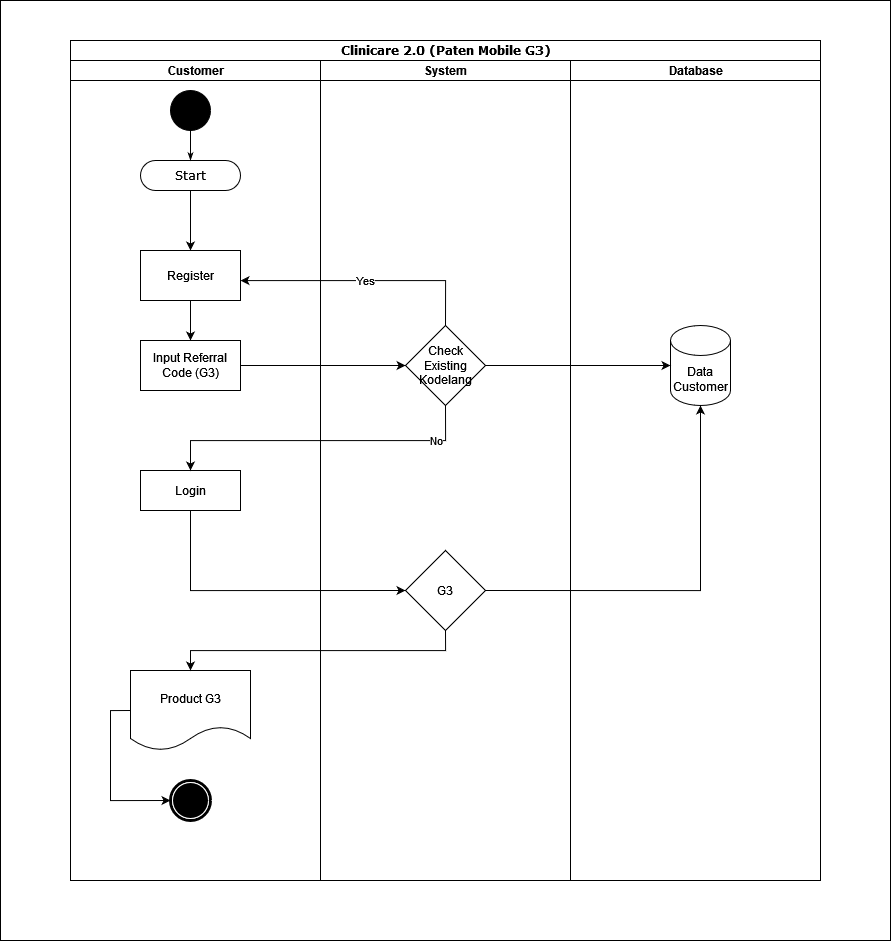 Clinicare 2.0 (Paten Mobile G3)
Customer
System
Database
Start
Register
Yes
Input Referral
Code (G3)
Check
Existing
Kodelang
Data
Customer
No
Login
G3
Product G3